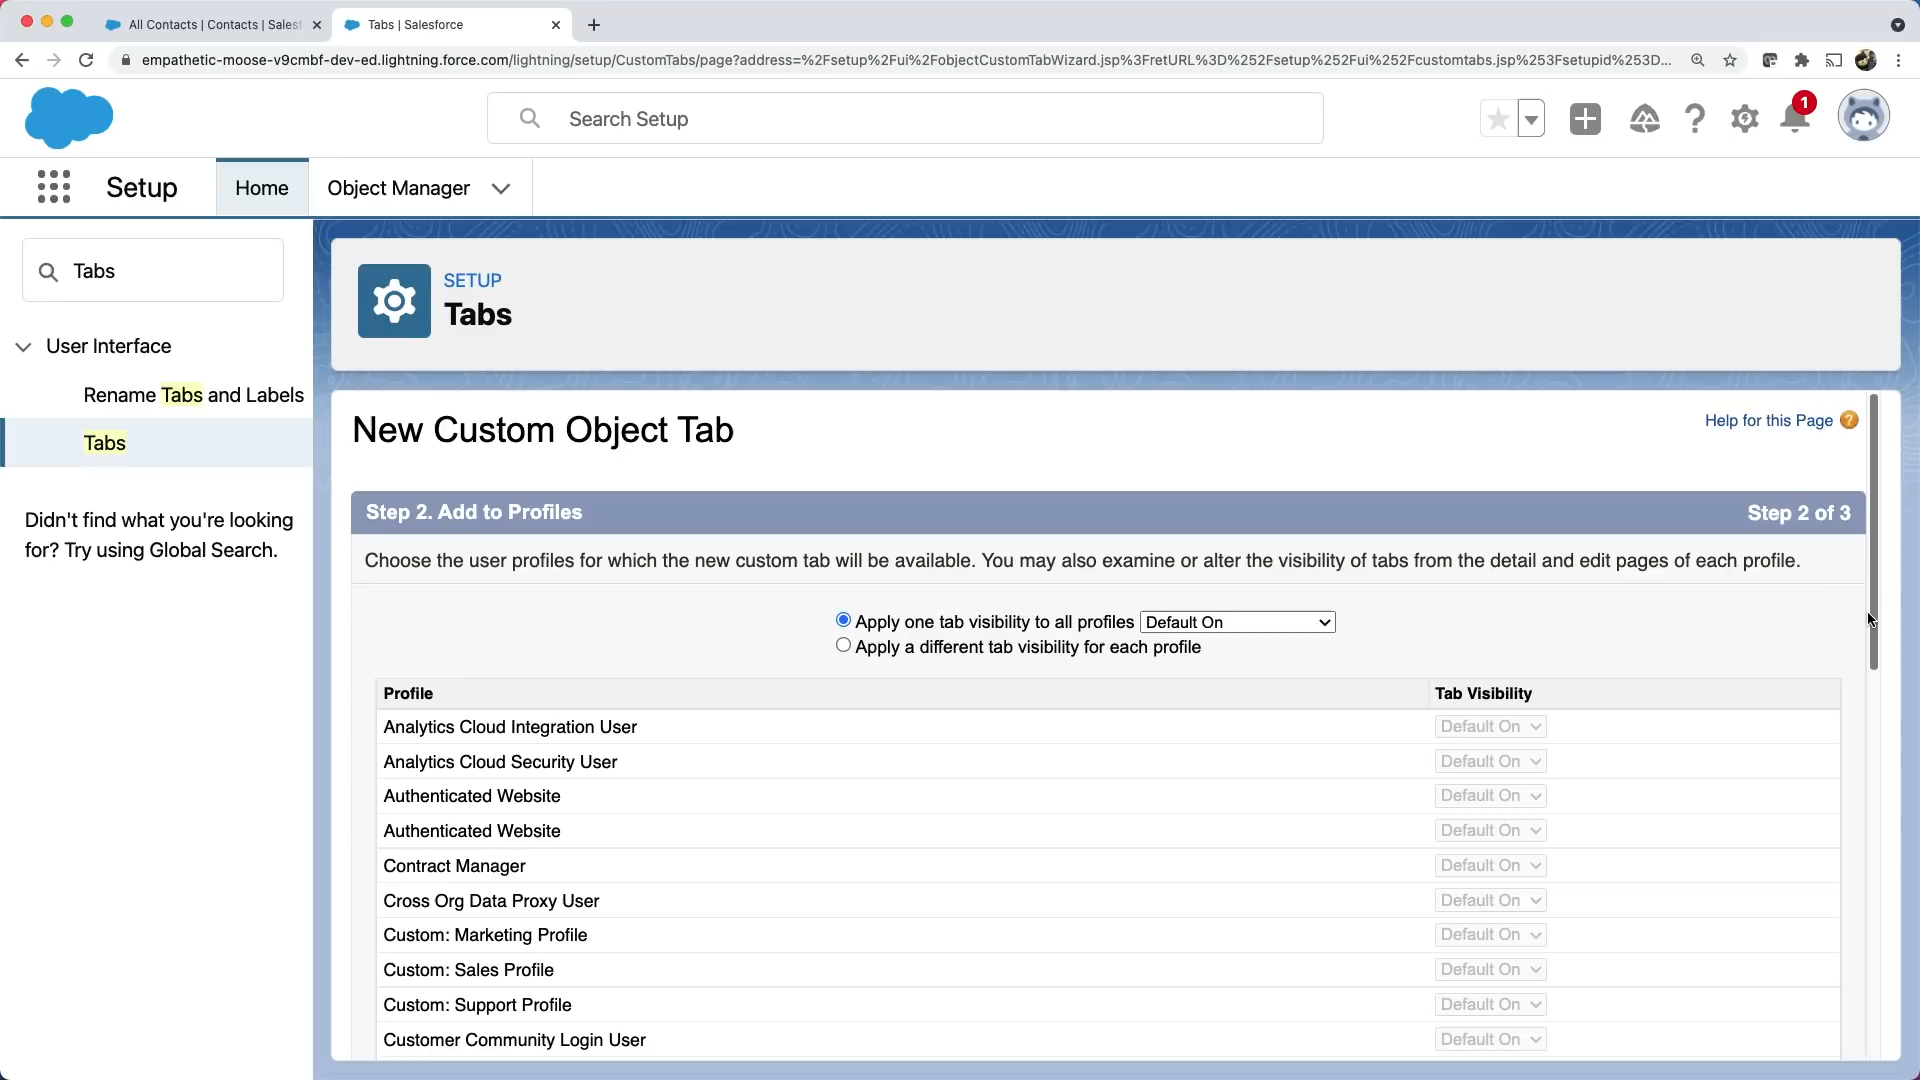 All Contacts | Contacts | Salesf
Tabs | Salesforce
empathetic-moose-v9cmbf-dev-ed.lightning.force.com/lightning/setup/CustomTabs/page?address=%2Fsetup%2Fui%2FobjectCustomTabWizard.jsp%3FretURL%3D%252Fsetup%252Fui%252Fcustomtabs.jsp%253Fsetupid%253D...
Search Setup
1
Setup
Home
Object Manager
Tabs
User Interface
Rename Tabs and Labels
Tabs
Didn't find what you're looking
for? Try using Global Search.
SETUP
Tabs
New Custom Object Tab
Help for this Page ?
Step 2. Add to Profiles
Step 2 of 3
Choose the user profiles for which the new custom tab will be available. You may also examine or alter the visibility of tabs from the detail and edit pages of each profile.
Apply one tab visibility to all profiles Default On
Apply a different tab visibility for each profile
Profile Tab Visibility
Analytics Cloud Integration User Default On
Analytics Cloud Security User Default On
Authenticated Website Default On
Authenticated Website Default On
Contract Manager Default On
Cross Org Data Proxy User Default On
Custom: Marketing Profile Default On
Custom: Sales Profile Default On
Custom: Support Profile Default On
Customer Community Login User Default On